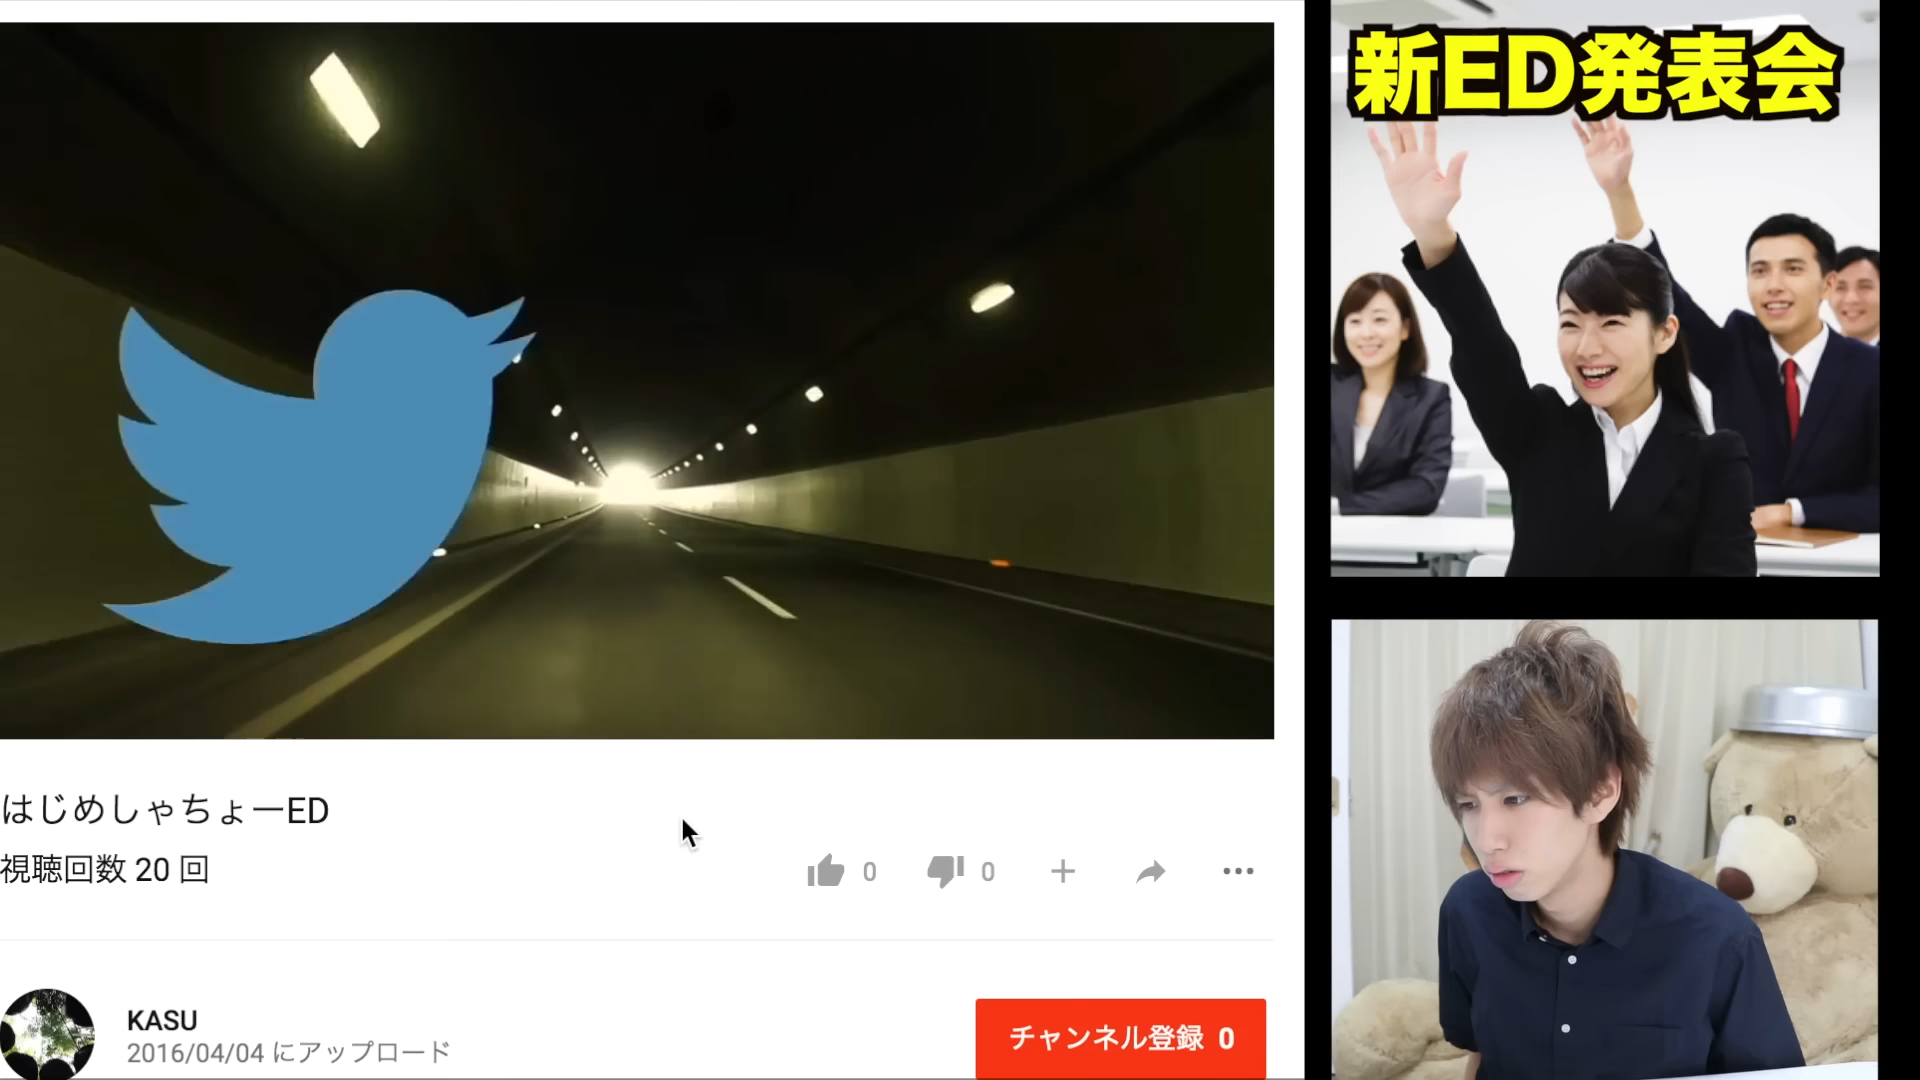 新ED発表会
はじめしゃちょーED
視聴回数 20 回
0
0
KASU
2016/04/04 にアップロード
チャンネル登録 0